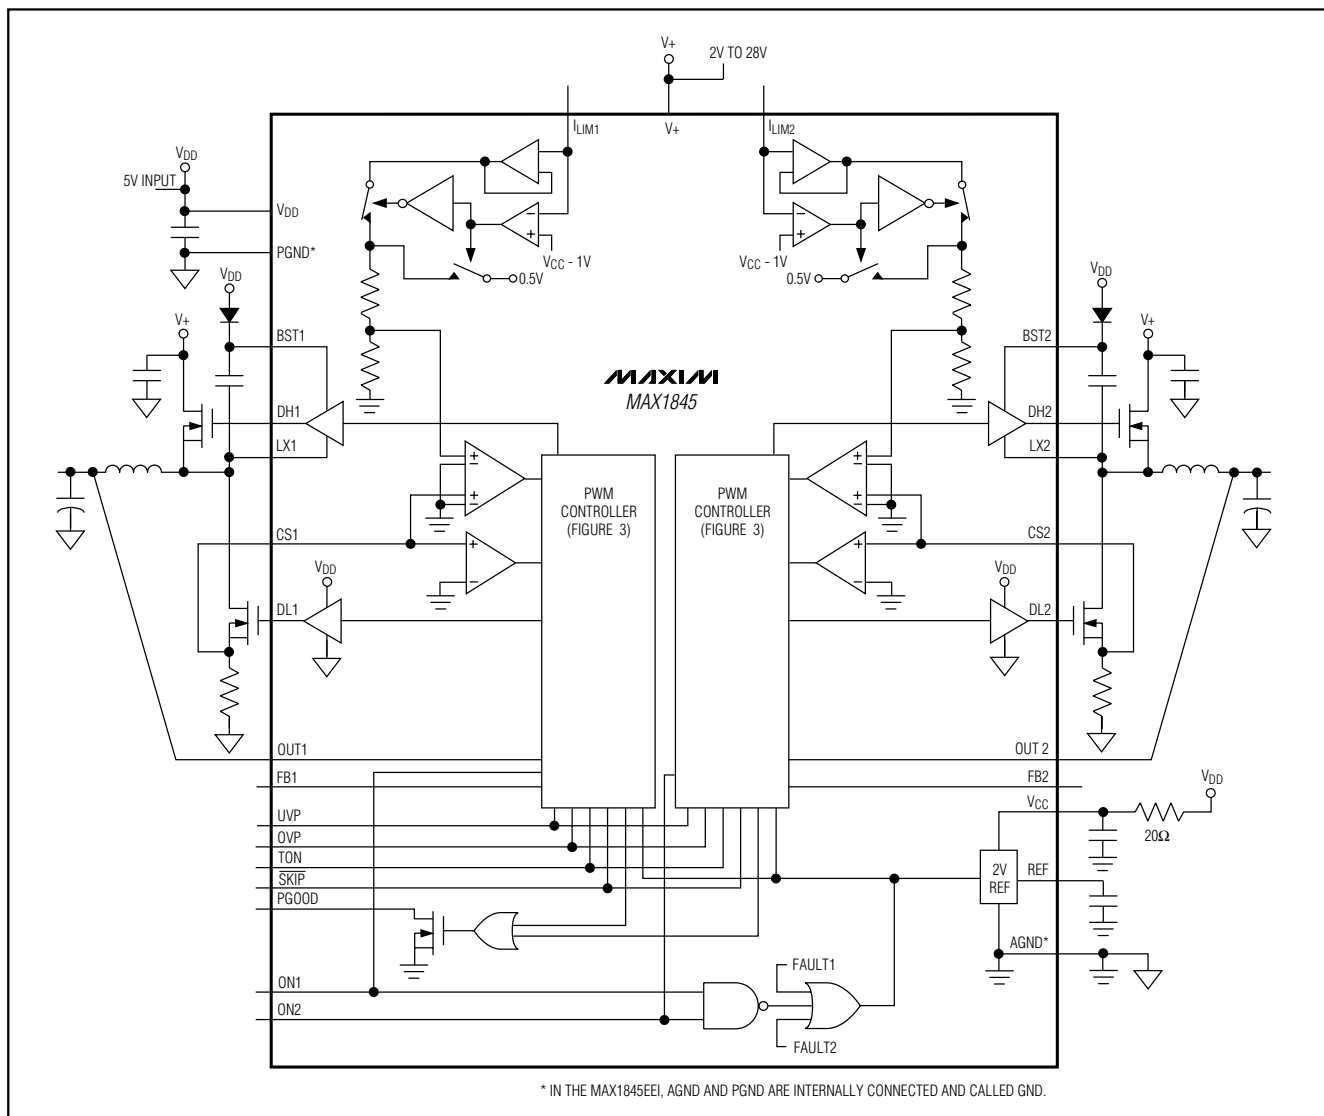 V+
2V TO 28V
ILIM1
V+
ILIM2
VDD
5V INPUT
VDD
PGND*
VCC - 1V
0.5V
VCC - 1V
0.5V
VDD
V+
BST1
VDD
V+
BST2
MAXIM
MAX1845
DH1
LX1
DH2
LX2
+
−
+
−
PWM
CONTROLLER
(FIGURE 3)
PWM
CONTROLLER
(FIGURE 3)
+
−
+
−
CS1
+
−
+
−
CS2
VDD
DL1
VDD
DL2
OUT1
OUT 2
FB1
FB2
VDD
VCC
20Ω
UVP
OVP
TON
SKIP
PGOOD
2V
REF
REF
AGND*
FAULT1
ON1
ON2
FAULT2
* IN THE MAX1845EEI, AGND AND PGND ARE INTERNALLY CONNECTED AND CALLED GND.